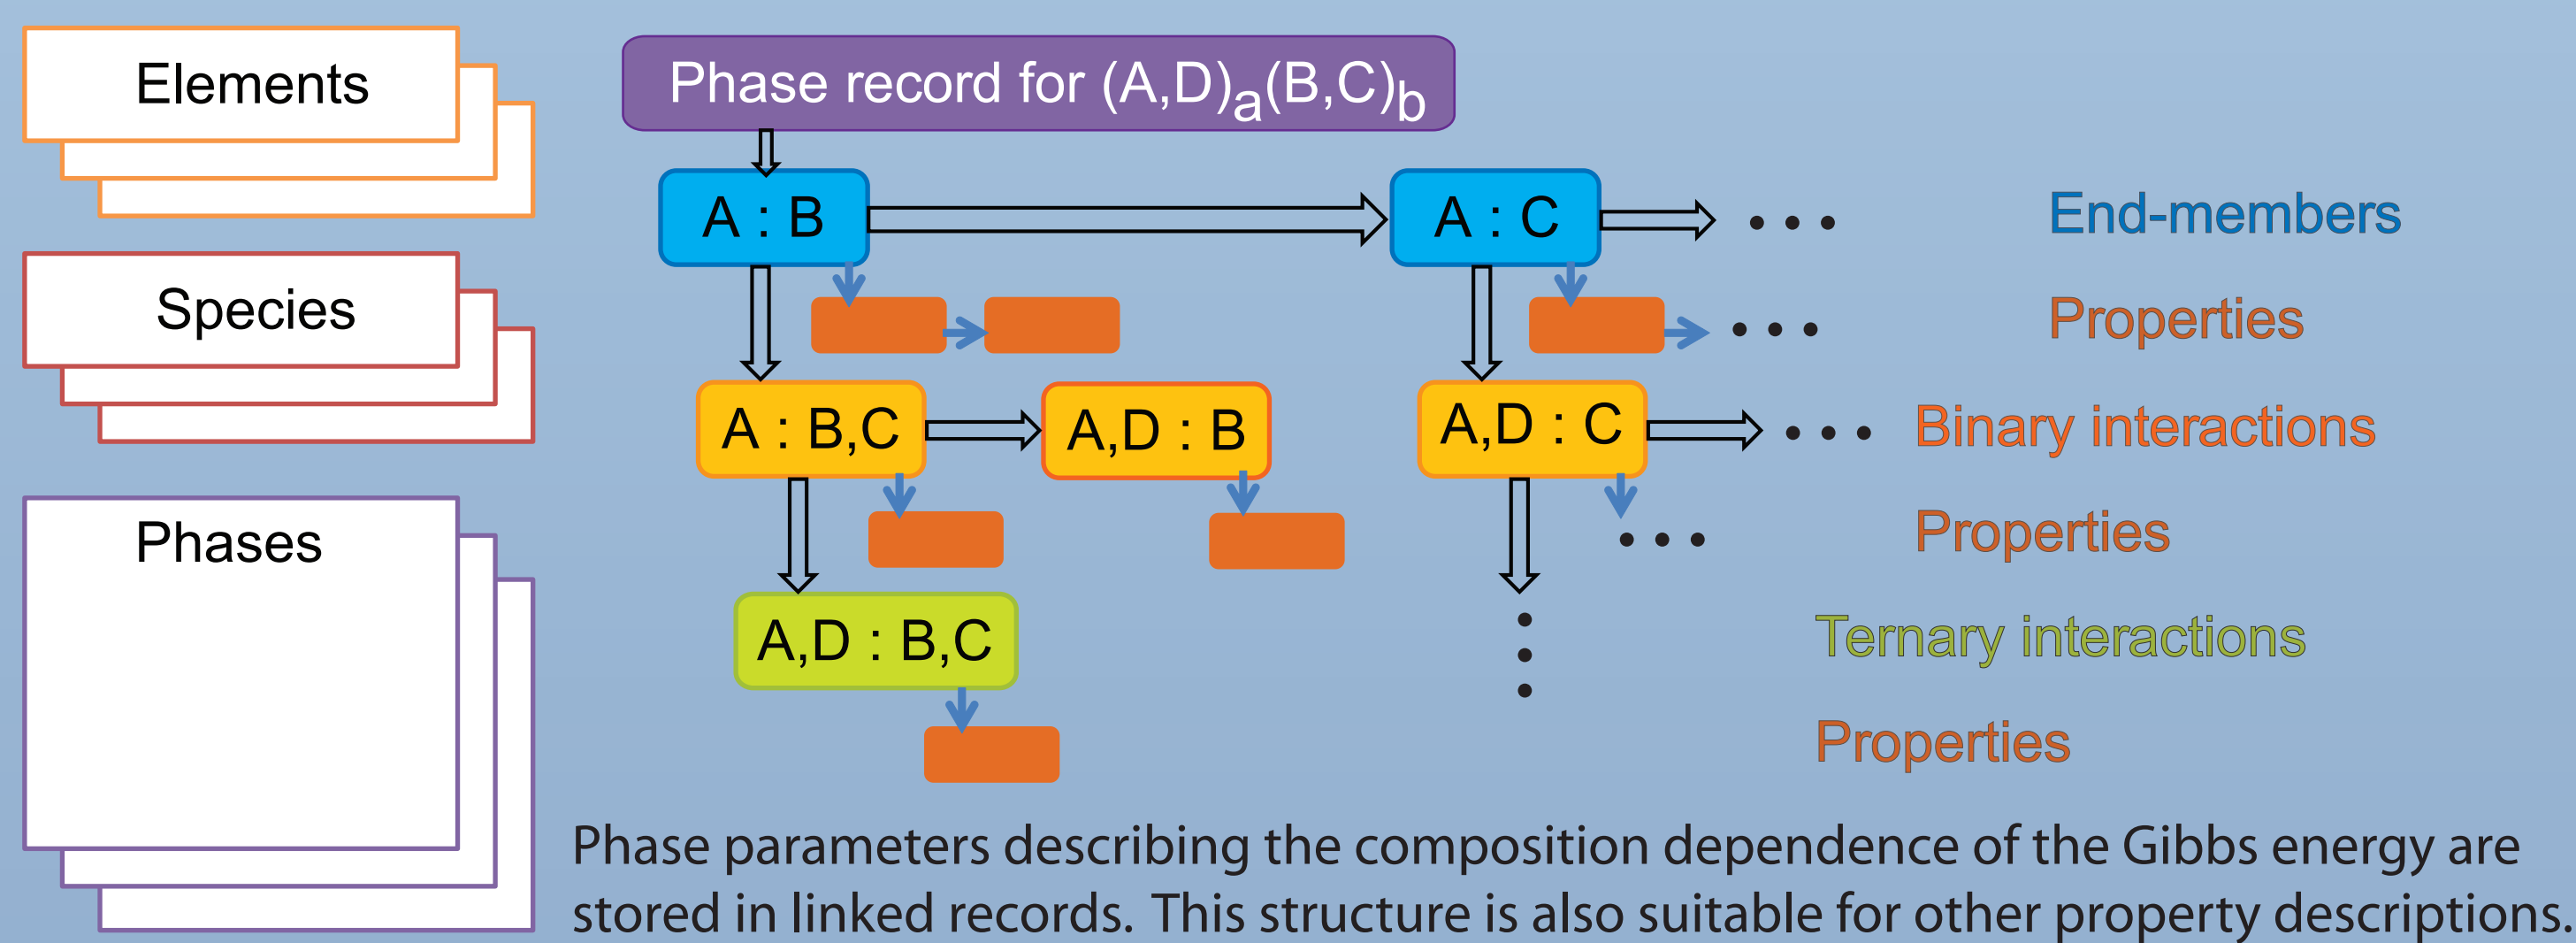 Elements
Species
Phases
Phase record for (A,D)a(B,C)b
A : B
A : C
• • •
End-members
• • •
Properties
A : B,C
A,D : B
A,D : C
• • •
Binary interactions
• • •
Properties
A,D : B,C
Ternary interactions
Properties
Phase parameters describing the composition dependence of the Gibbs energy are
stored in linked records. This structure is also suitable for other property descriptions.